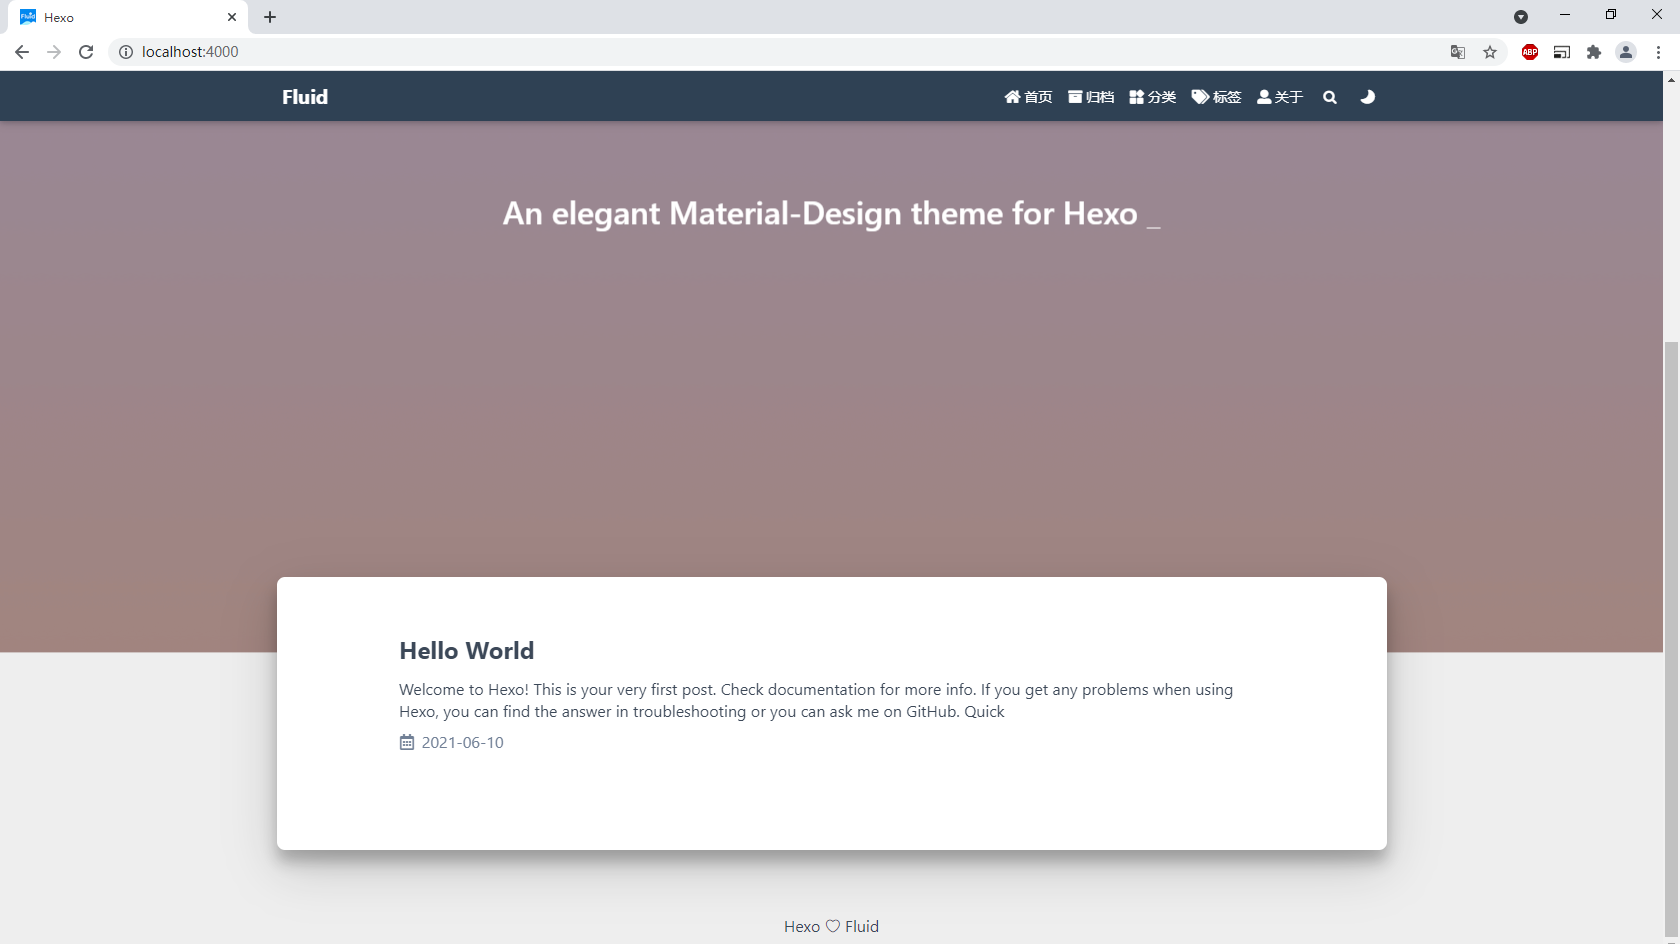 Fluid Hexo
localhost:4000
ABP
Fluid 首页 归档 分类 标签 关于
An elegant Material-Design theme for Hexo _
Hello World
Welcome to Hexo! This is your very first post. Check documentation for more info. If you get any problems when using
Hexo, you can find the answer in troubleshooting or you can ask me on GitHub. Quick
2021-06-10
Hexo ♡ Fluid